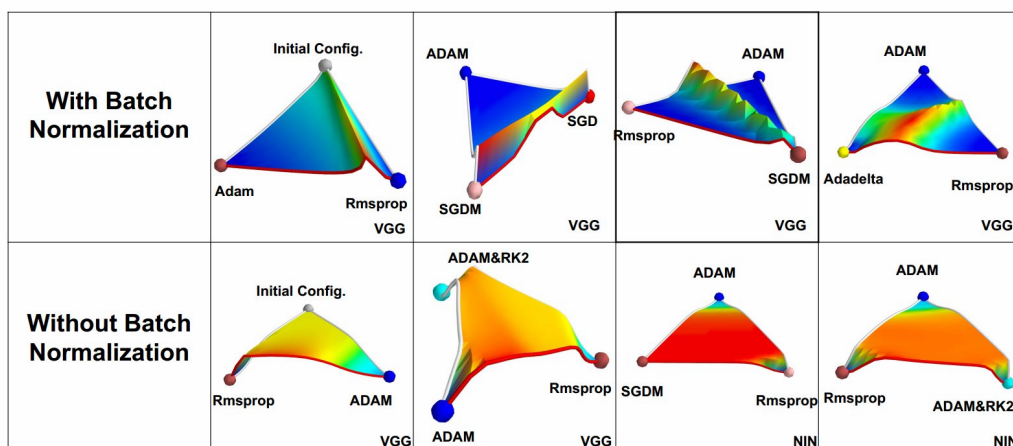 With Batch
Normalization
Initial Config.
Adam
Rmsprop
VGG
ADAM
SGD
SGDM
VGG
ADAM
Rmsprop
SGDM
VGG
ADAM
Adadelta
Rmsprop
VGG
Without Batch
Normalization
Initial Config.
Rmsprop
ADAM
VGG
ADAM&RK2
Rmsprop
ADAM
VGG
ADAM
SGDM
Rmsprop
NIN
ADAM
Rmsprop
ADAM&RK2
NIN